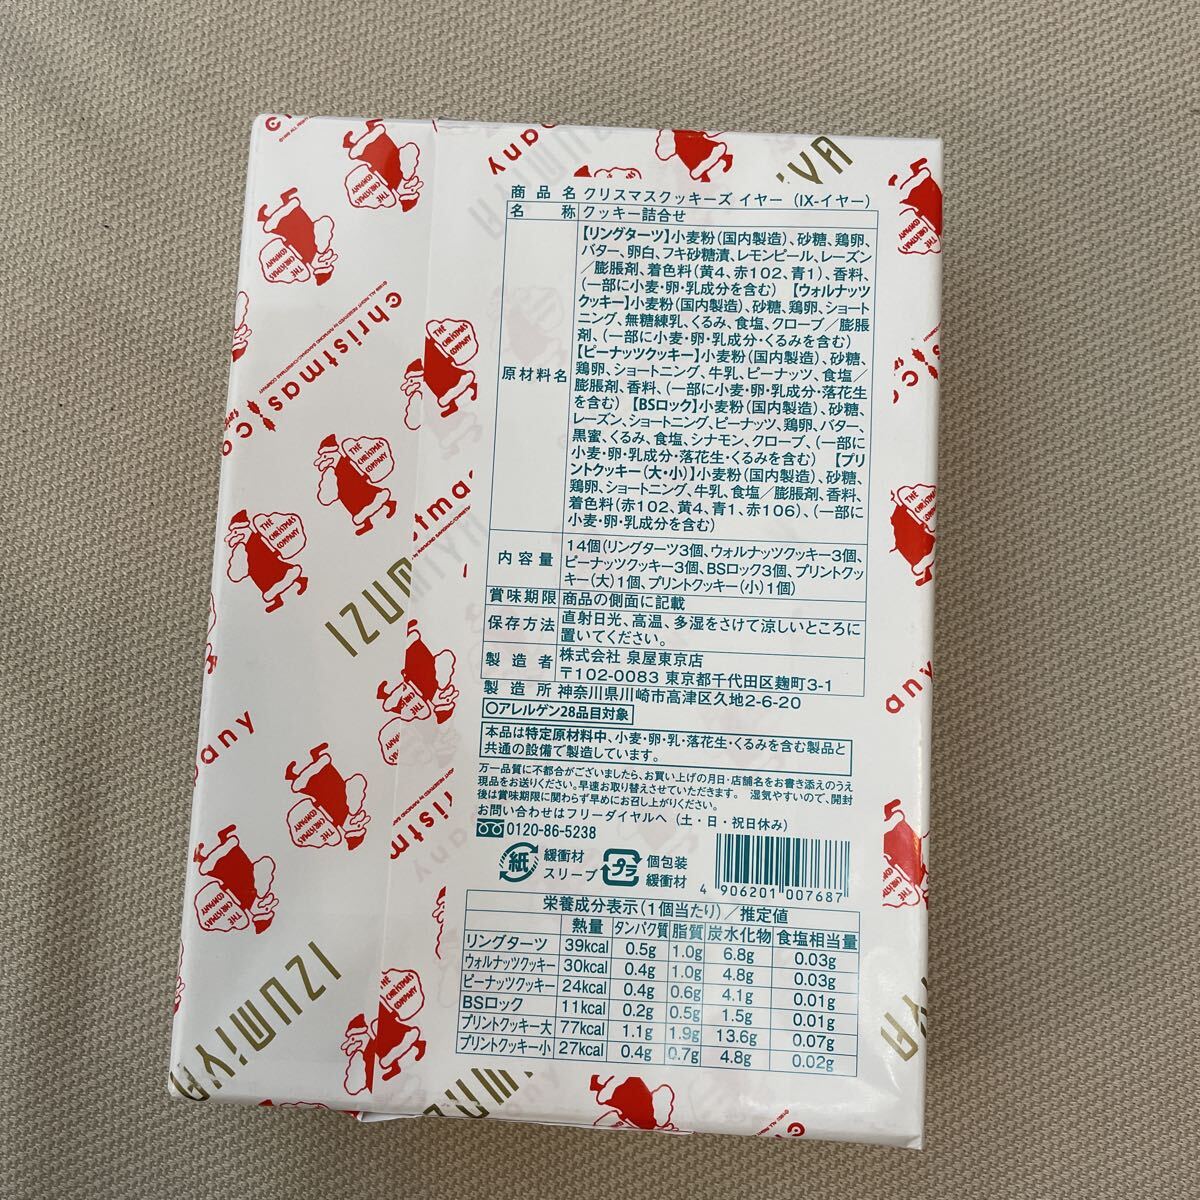 商品名 クリスマスクッキーズ イヤー (IX-イヤー)
名称 クッキー詰合せ
原材料名
【リングターツ】小麦粉(国内製造)、砂糖、鶏卵、
バター、卵白、フキ砂糖漬、レモンピール、レーズン
／膨脹剤、着色料(黄4、赤102、青1)、香料、
(一部に小麦・卵・乳成分を含む) 【ウォルナッツ
クッキー】小麦粉(国内製造)、砂糖、鶏卵、ショート
ニング、無糖練乳、くるみ、食塩、クローブ／膨脹
剤、(一部に小麦・卵・乳成分・くるみを含む)
【ピーナッツクッキー】小麦粉(国内製造)、砂糖、
鶏卵、ショートニング、牛乳、ピーナッツ、食塩／
膨脹剤、香料、(一部に小麦・卵・乳成分・落花生
を含む) 【BSロック】小麦粉(国内製造)、砂糖、
レーズン、ショートニング、ピーナッツ、鶏卵、バター、
黒蜜、くるみ、食塩、シナモン、クローブ、(一部に
小麦・卵・乳成分・落花生・くるみを含む) 【プリ
ントクッキー(大・小)】小麦粉(国内製造)、砂糖、
鶏卵、ショートニング、牛乳、食塩／膨脹剤、香料、
着色料(赤102、黄4、青1、赤106)、(一部に
小麦・卵・乳成分を含む)
内容量
14個(リングターツ3個、ウォルナッツクッキー3個、
ピーナッツクッキー3個、BSロック3個、プリントクッ
キー(大)1個、プリントクッキー(小)1個)
賞味期限 商品の側面に記載
保存方法
直射日光、高温、多湿をさけて涼しいところに
置いてください。
製造者
株式会社 泉屋東京店
〒102-0083 東京都千代田区麹町3-1
製造所 神奈川県川崎市高津区久地2-6-20
○アレルゲン28品目対象
本品は特定原材料中、小麦・卵・乳・落花生・くるみを含む製品と
共通の設備で製造しています。
万一品質に不都合がございましたら、お買い上げの月日・店舗名をお書き添えのうえ
現品をお送りください。早速お取り替えさせていただきます。 湿気やすいので、開封
後は賞味期限に関わらず早めにお召し上がりください。
お問い合わせはフリーダイヤルへ (土・日・祝日休み)
0120-86-5238
紙 緩衝材
スリーブ
プラ 個包装
緩衝材
4 906201 007687
栄養成分表示(1個当たり)／推定値
熱量 タンパク質 脂質 炭水化物 食塩相当量
リングターツ 39kcal 0.5g 1.0g 6.8g 0.03g
ウォルナッツクッキー 30kcal 0.4g 1.0g 4.8g 0.03g
ピーナッツクッキー 24kcal 0.4g 0.6g 4.1g 0.01g
BSロック 11kcal 0.2g 0.5g 1.5g 0.01g
プリントクッキー大 77kcal 1.1g 1.9g 13.6g 0.07g
プリントクッキー小 27kcal 0.4g 0.7g 4.8g 0.02g
THE CHRISTMAS COMPANY
christmas co
IZUMIYA
any
IZUMIYA